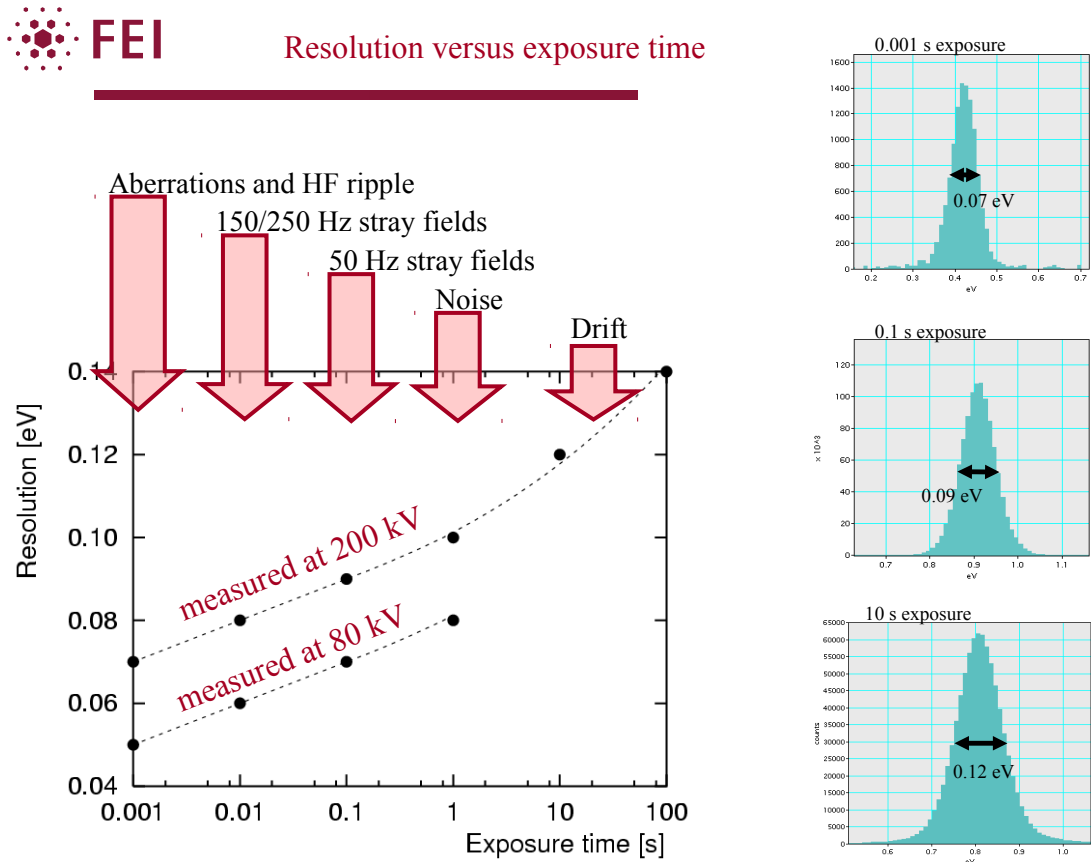 FEI
Resolution versus exposure time
Aberrations and HF ripple
150/250 Hz stray fields
50 Hz stray fields
Noise
Drift
Resolution [eV]
0.12
0.10
0.08
0.06
0.04
measured at 200 kV
measured at 80 kV
0.001 0.01 0.1 1 10 100
Exposure time [s]
0.001 s exposure
1600
1400
1200
1000
800
600
400
200
0
0.07 eV
0.2 0.3 0.4 0.5 0.6 0.7
eV
0.1 s exposure
× 10^3
120
100
80
60
40
20
0
0.09 eV
0.7 0.8 0.9 1.0 1.1
eV
10 s exposure
counts
65000
60000
55000
50000
45000
40000
35000
30000
25000
20000
15000
10000
5000
0
0.12 eV
0.6 0.7 0.8 0.9 1.0
eV